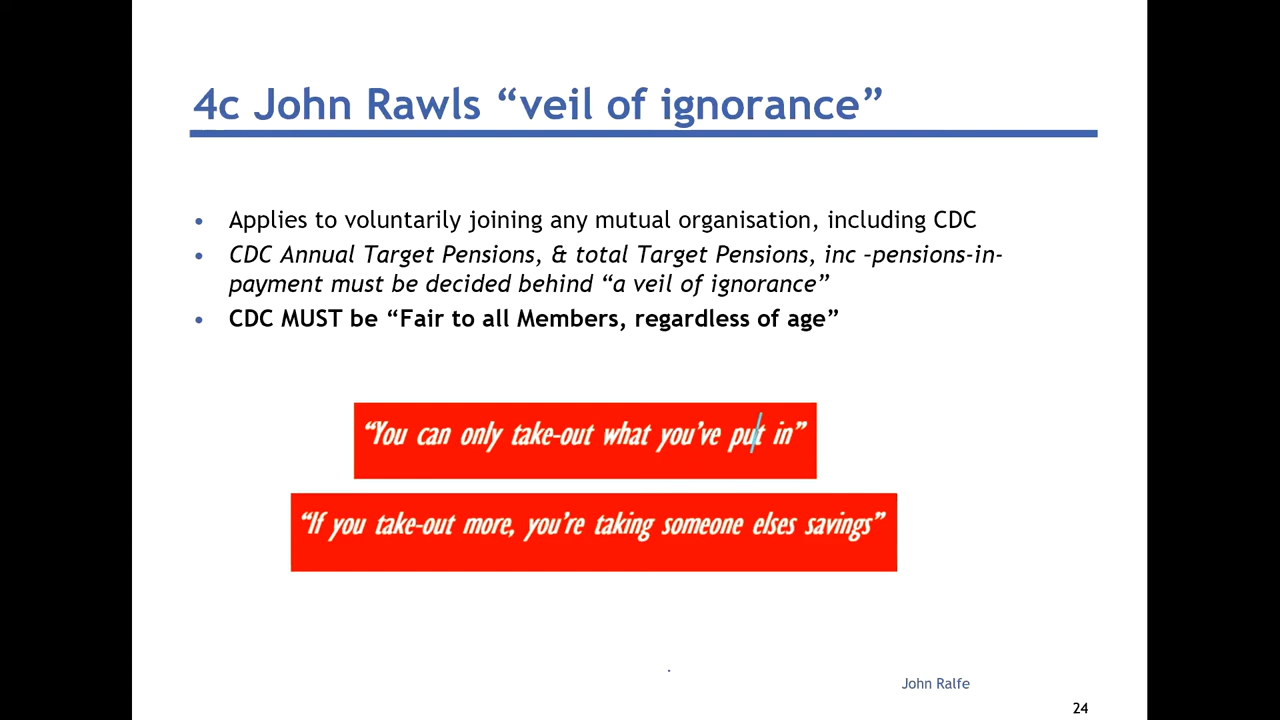 4c John Rawls “veil of ignorance”
• Applies to voluntarily joining any mutual organisation, including CDC
• CDC Annual Target Pensions, & total Target Pensions, inc –pensions-in-
payment must be decided behind “a veil of ignorance”
• CDC MUST be “Fair to all Members, regardless of age”
“You can only take-out what you’ve put in”
“If you take-out more, you’re taking someone elses savings”
.
John Ralfe
24